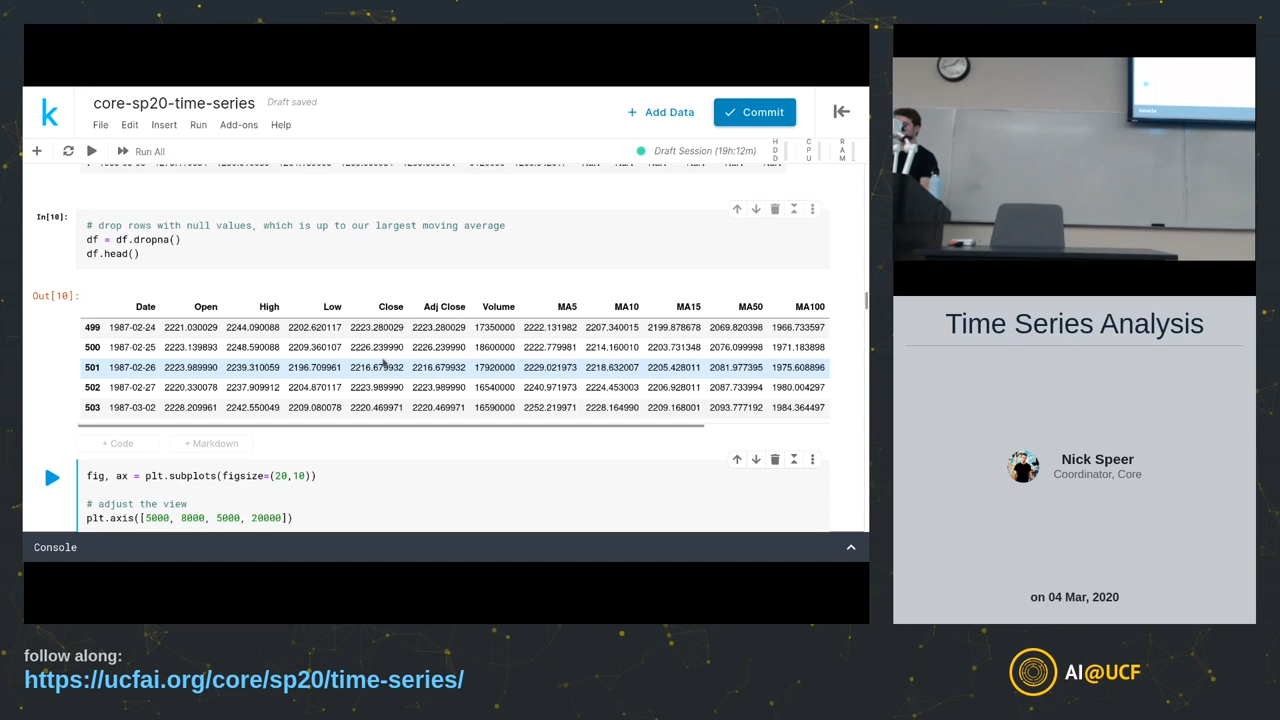 core-sp20-time-series Draft saved
File Edit Insert Run Add-ons Help
+ Add Data
Commit
Run All
Draft Session (19h:12m)
HDD
CPU
RAM
In[10]:
# drop rows with null values, which is up to our largest moving average
df = df.dropna()
df.head()
Out[10]:
Date Open High Low Close Adj Close Volume MA5 MA10 MA15 MA50 MA100
499 1987-02-24 2221.030029 2244.090088 2202.620117 2223.280029 2223.280029 17350000 2222.131982 2207.340015 2199.878678 2069.820398 1966.733597
500 1987-02-25 2223.139893 2248.590088 2209.360107 2226.239990 2226.239990 18600000 2222.779981 2214.160010 2203.731348 2076.099998 1971.183898
501 1987-02-26 2223.989990 2239.310059 2196.709961 2216.679932 2216.679932 17920000 2229.021973 2218.632007 2205.428011 2081.977395 1975.608896
502 1987-02-27 2220.330078 2237.909912 2204.870117 2223.989990 2223.989990 16540000 2240.971973 2224.453003 2206.928011 2087.733994 1980.004297
503 1987-03-02 2228.209961 2242.550049 2209.080078 2220.469971 2220.469971 16590000 2252.219971 2228.164990 2209.168001 2093.777192 1984.364497
+ Code + Markdown
fig, ax = plt.subplots(figsize=(20,10))
# adjust the view
plt.axis([5000, 8000, 5000, 20000])
Console
Time Series Analysis
Nick Speer
Coordinator, Core
on 04 Mar, 2020
follow along:
https://ucfai.org/core/sp20/time-series/
AI@UCF